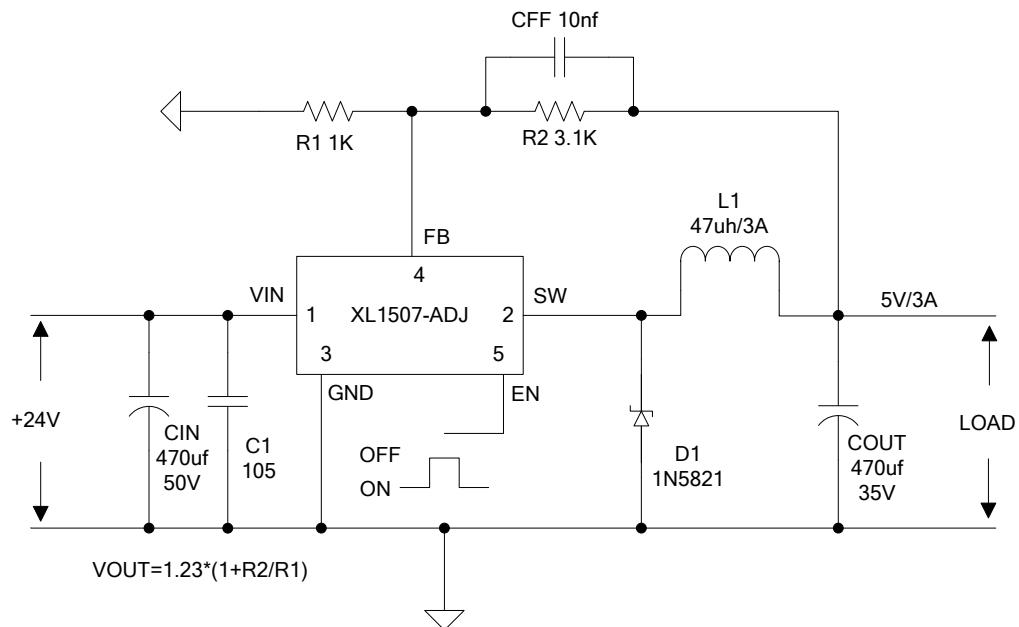 CFF 10nf
R1 1K
R2 3.1K
L1
47uh/3A
FB
4
VIN
SW
5V/3A
1
XL1507-ADJ
2
3
5
GND
EN
+24V
CIN
470uf
50V
C1
105
OFF
ON
D1
1N5821
COUT
470uf
35V
LOAD
VOUT=1.23*(1+R2/R1)